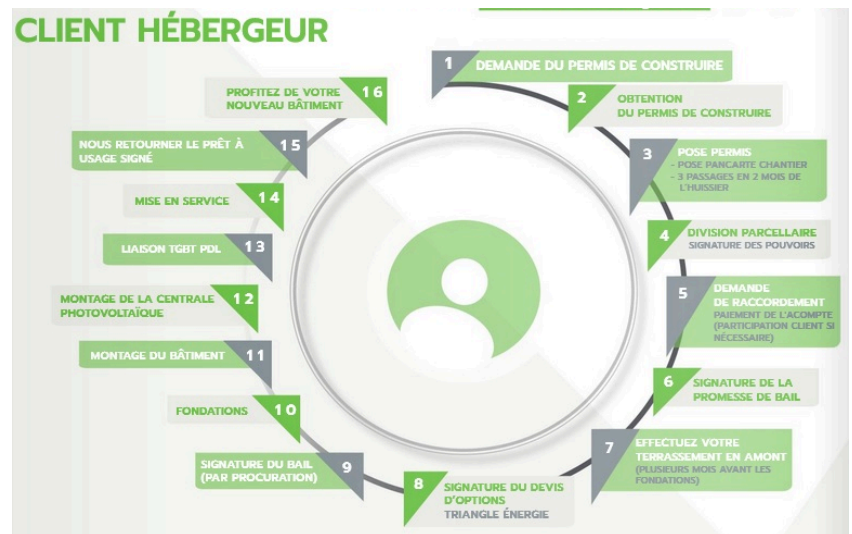 CLIENT HÉBERGEUR
1
DEMANDE DU PERMIS DE CONSTRUIRE
2
OBTENTION
DU PERMIS DE CONSTRUIRE
3
POSE PERMIS
- POSE PANCARTE CHANTIER
- 3 PASSAGES EN 2 MOIS DE
L'HUISSIER
4
DIVISION PARCELLAIRE
SIGNATURE DES POUVOIRS
5
DEMANDE
DE RACCORDEMENT
PAIEMENT DE L'ACOMPTE
(PARTICIPATION CLIENT SI
NÉCESSAIRE)
6
SIGNATURE DE LA
PROMESSE DE BAIL
7
EFFECTUEZ VOTRE
TERRASSEMENT EN AMONT
(PLUSIEURS MOIS AVANT LES
FONDATIONS)
8
SIGNATURE DU DEVIS
D'OPTIONS
TRIANGLE ÉNERGIE
9
SIGNATURE DU BAIL
(PAR PROCURATION)
10
FONDATIONS
11
MONTAGE DU BÂTIMENT
12
MONTAGE DE LA CENTRALE
PHOTOVOLTAÏQUE
13
LIAISON TGBT PDL
14
MISE EN SERVICE
15
NOUS RETOURNER LE PRÊT À
USAGE SIGNÉ
16
PROFITEZ DE VOTRE
NOUVEAU BÂTIMENT